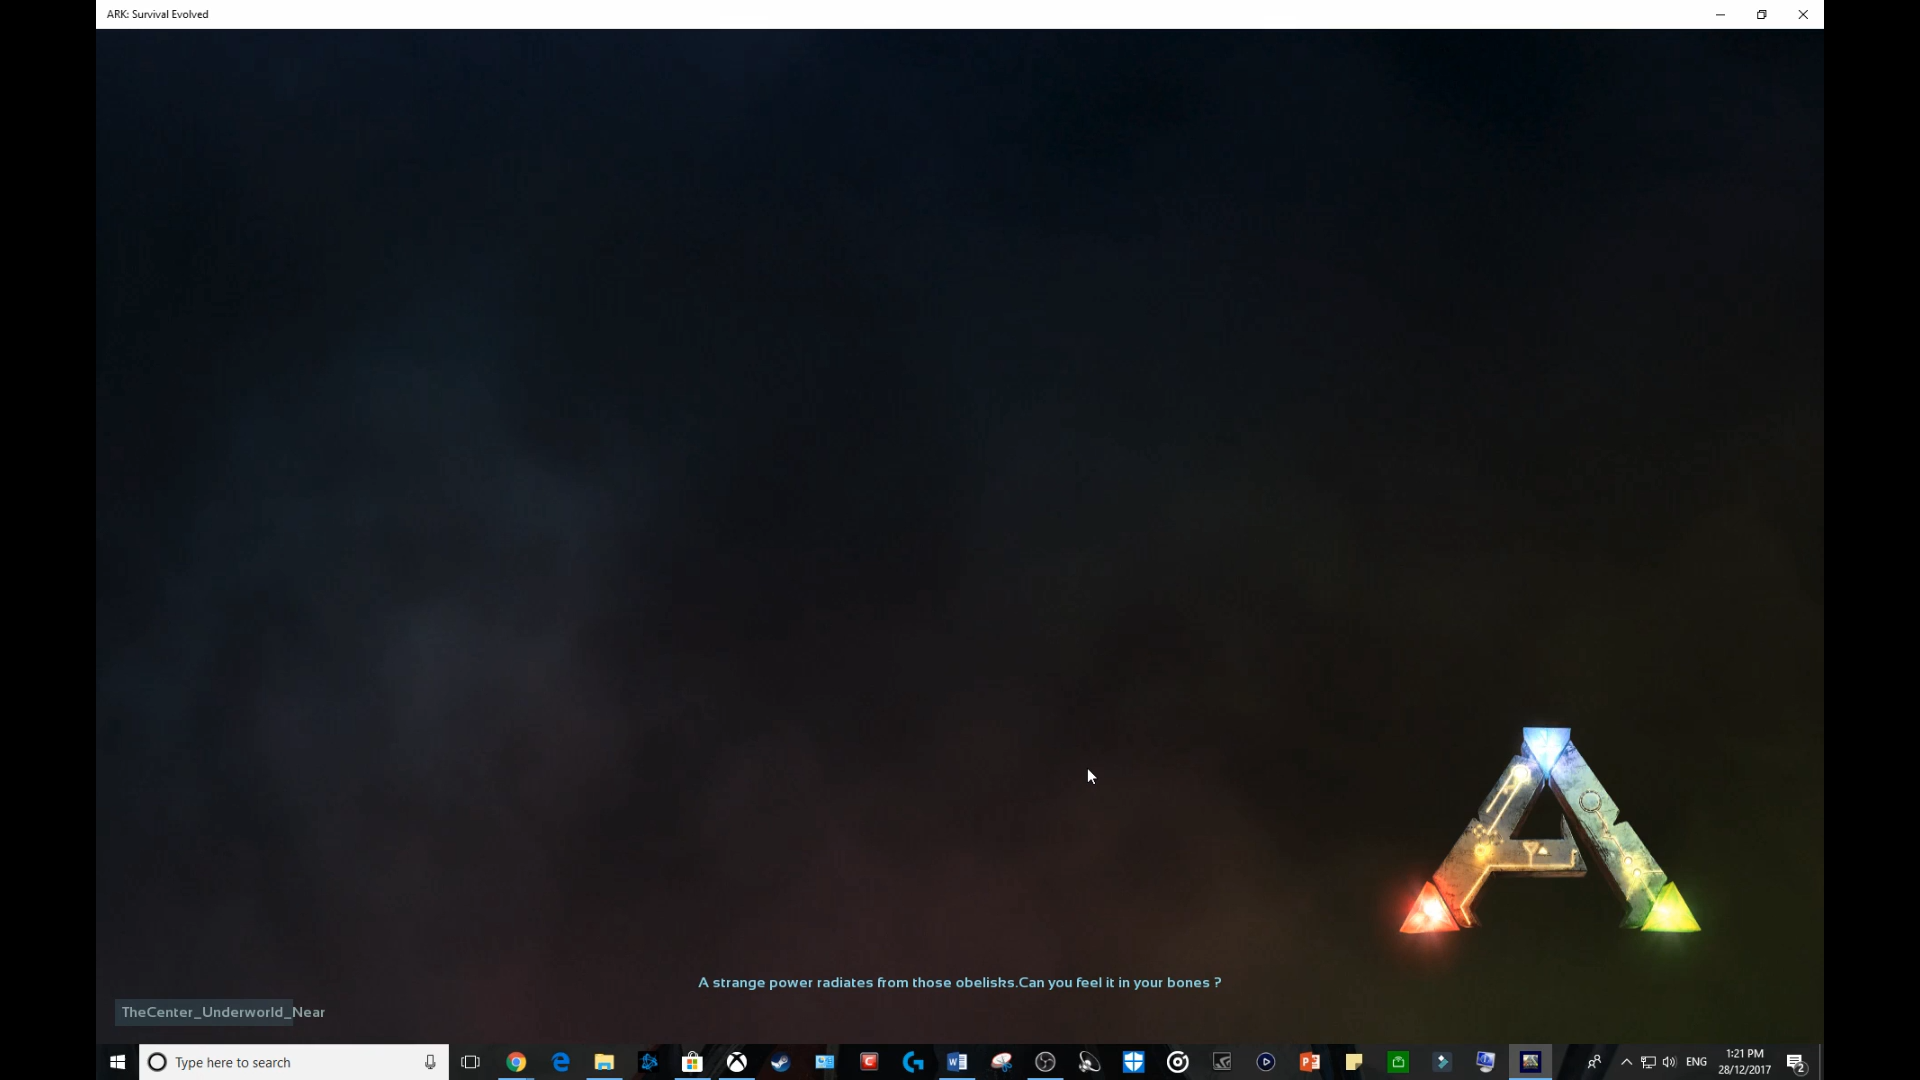 ARK: Survival Evolved
A strange power radiates from those obelisks.Can you feel it in your bones ?
TheCenter_Underworld_Near
Type here to search
ENG
1:21 PM
28/12/2017
2